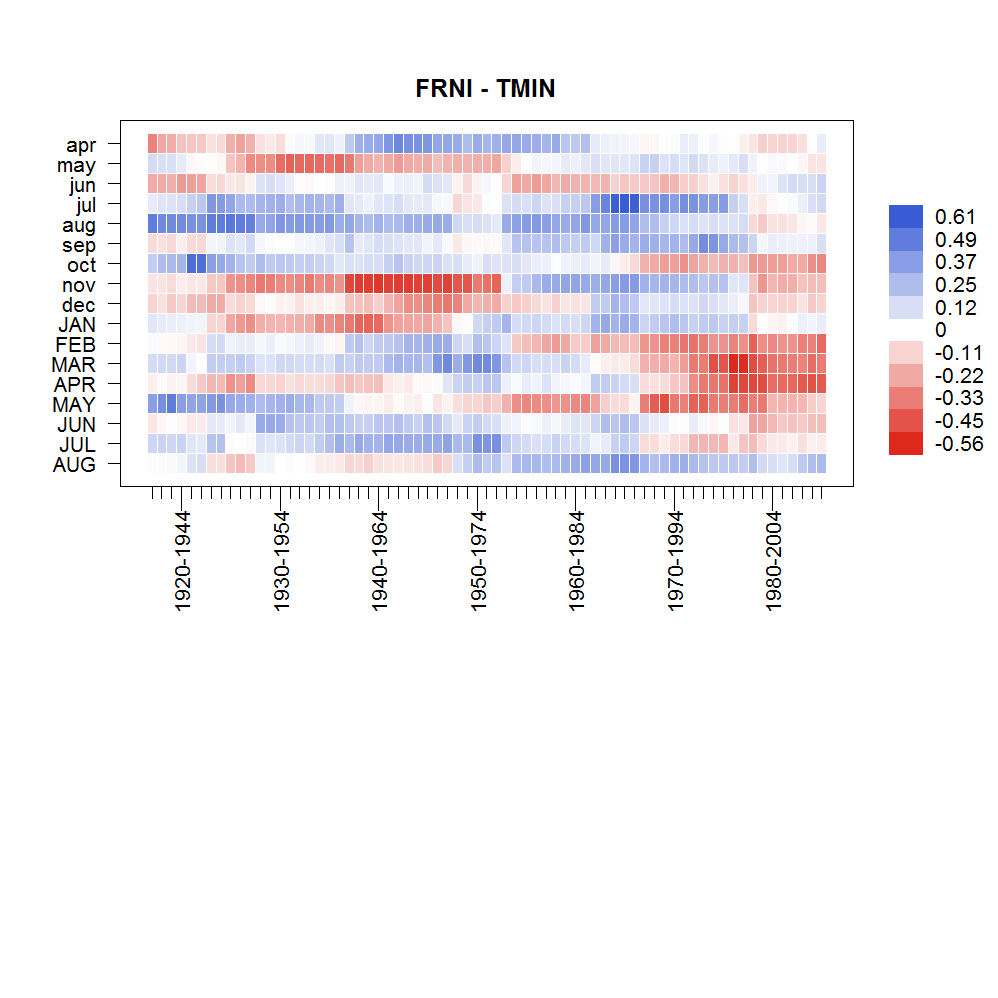 FRNI - TMIN
apr
may
jun
jul
aug
sep
oct
nov
dec
JAN
FEB
MAR
APR
MAY
JUN
JUL
AUG
1920-1944
1930-1954
1940-1964
1950-1974
1960-1984
1970-1994
1980-2004
0.61
0.49
0.37
0.25
0.12
0
-0.11
-0.22
-0.33
-0.45
-0.56